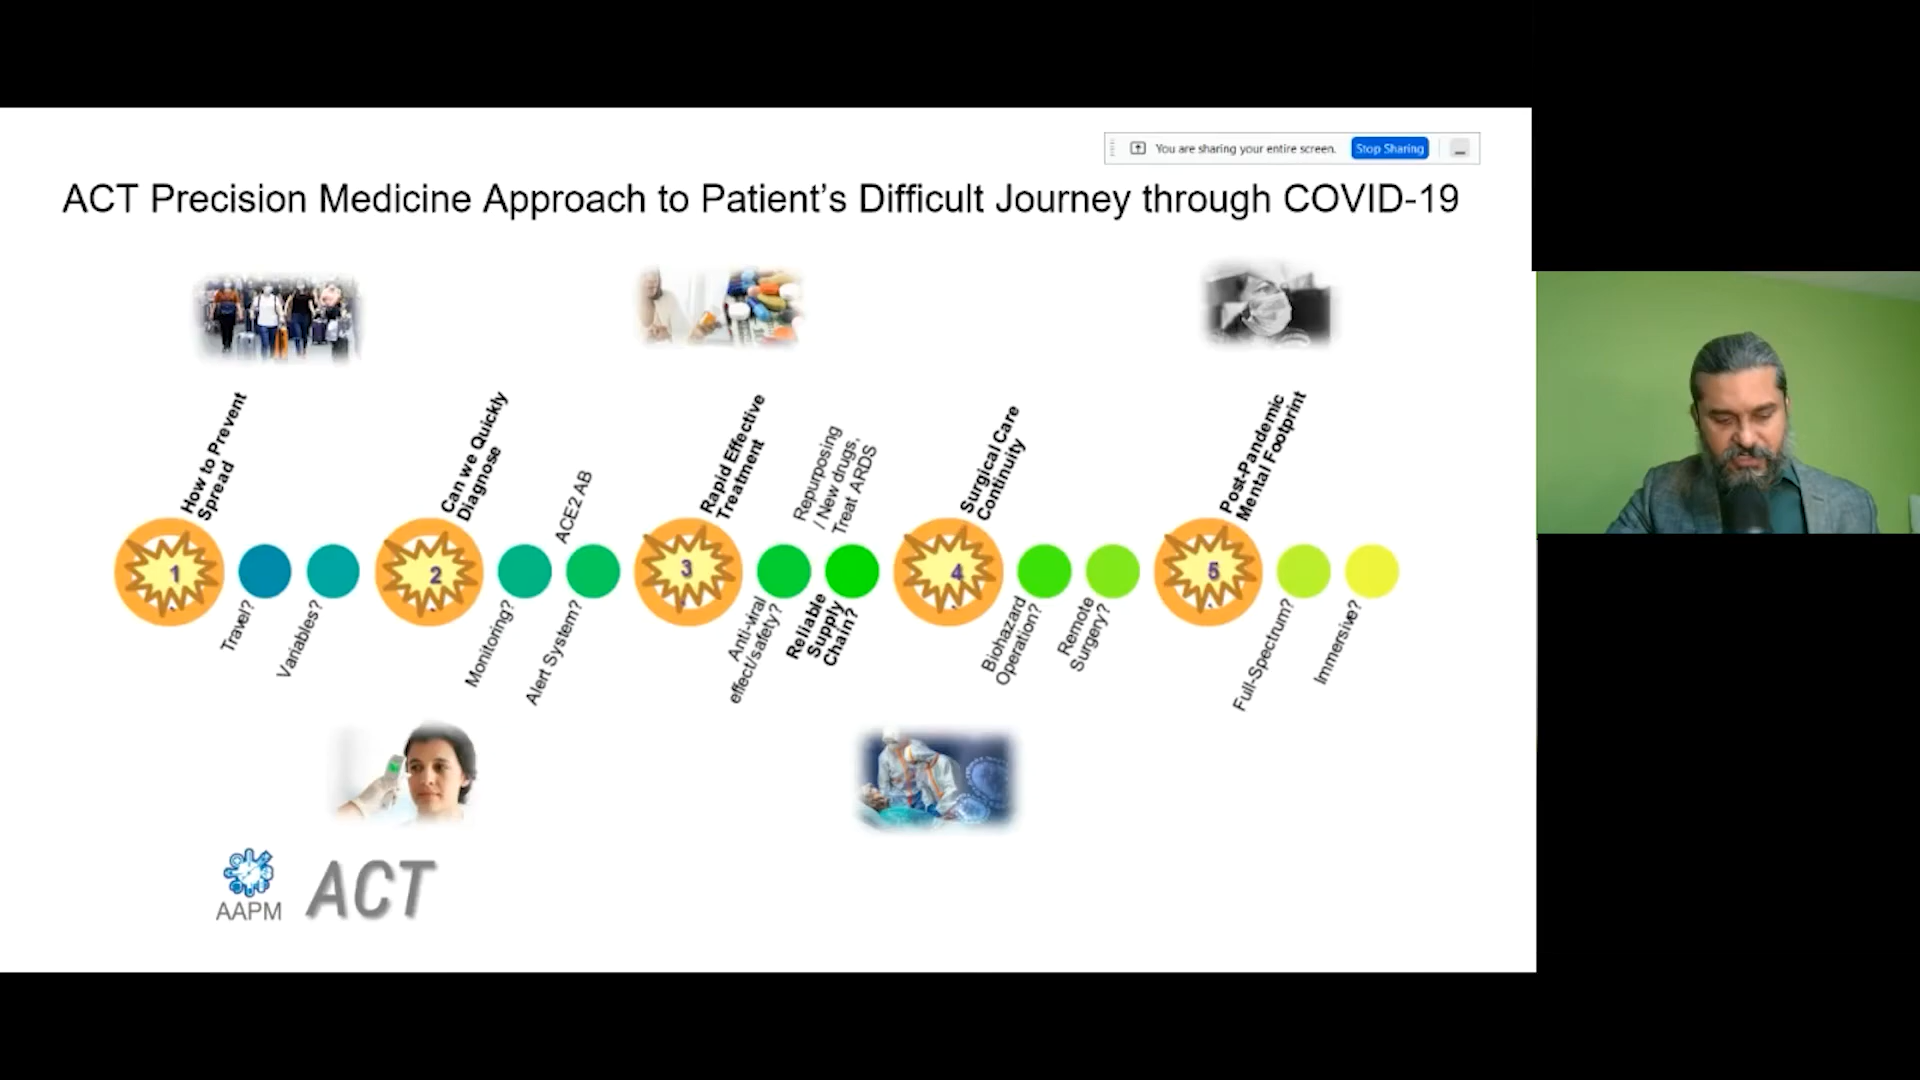 You are sharing your entire screen.
Stop Sharing
ACT Precision Medicine Approach to Patient’s Difficult Journey through COVID-19
How to Prevent
Spread
1
Travel?
Variables?
Can we Quickly
Diagnose
2
Monitoring?
ACE2 AB
Alert System?
Rapid Effective
Treatment
3
Anti-viral
effect/safety?
Repurposing
/ New drugs,
Treat ARDS
Reliable
Supply
Chain?
Surgical Care
Continuity
4
Biohazard
Operation?
Remote
Surgery?
Post-Pandemic
Mental Footprint
5
Full-Spectrum?
Immersive?
AAPM
ACT